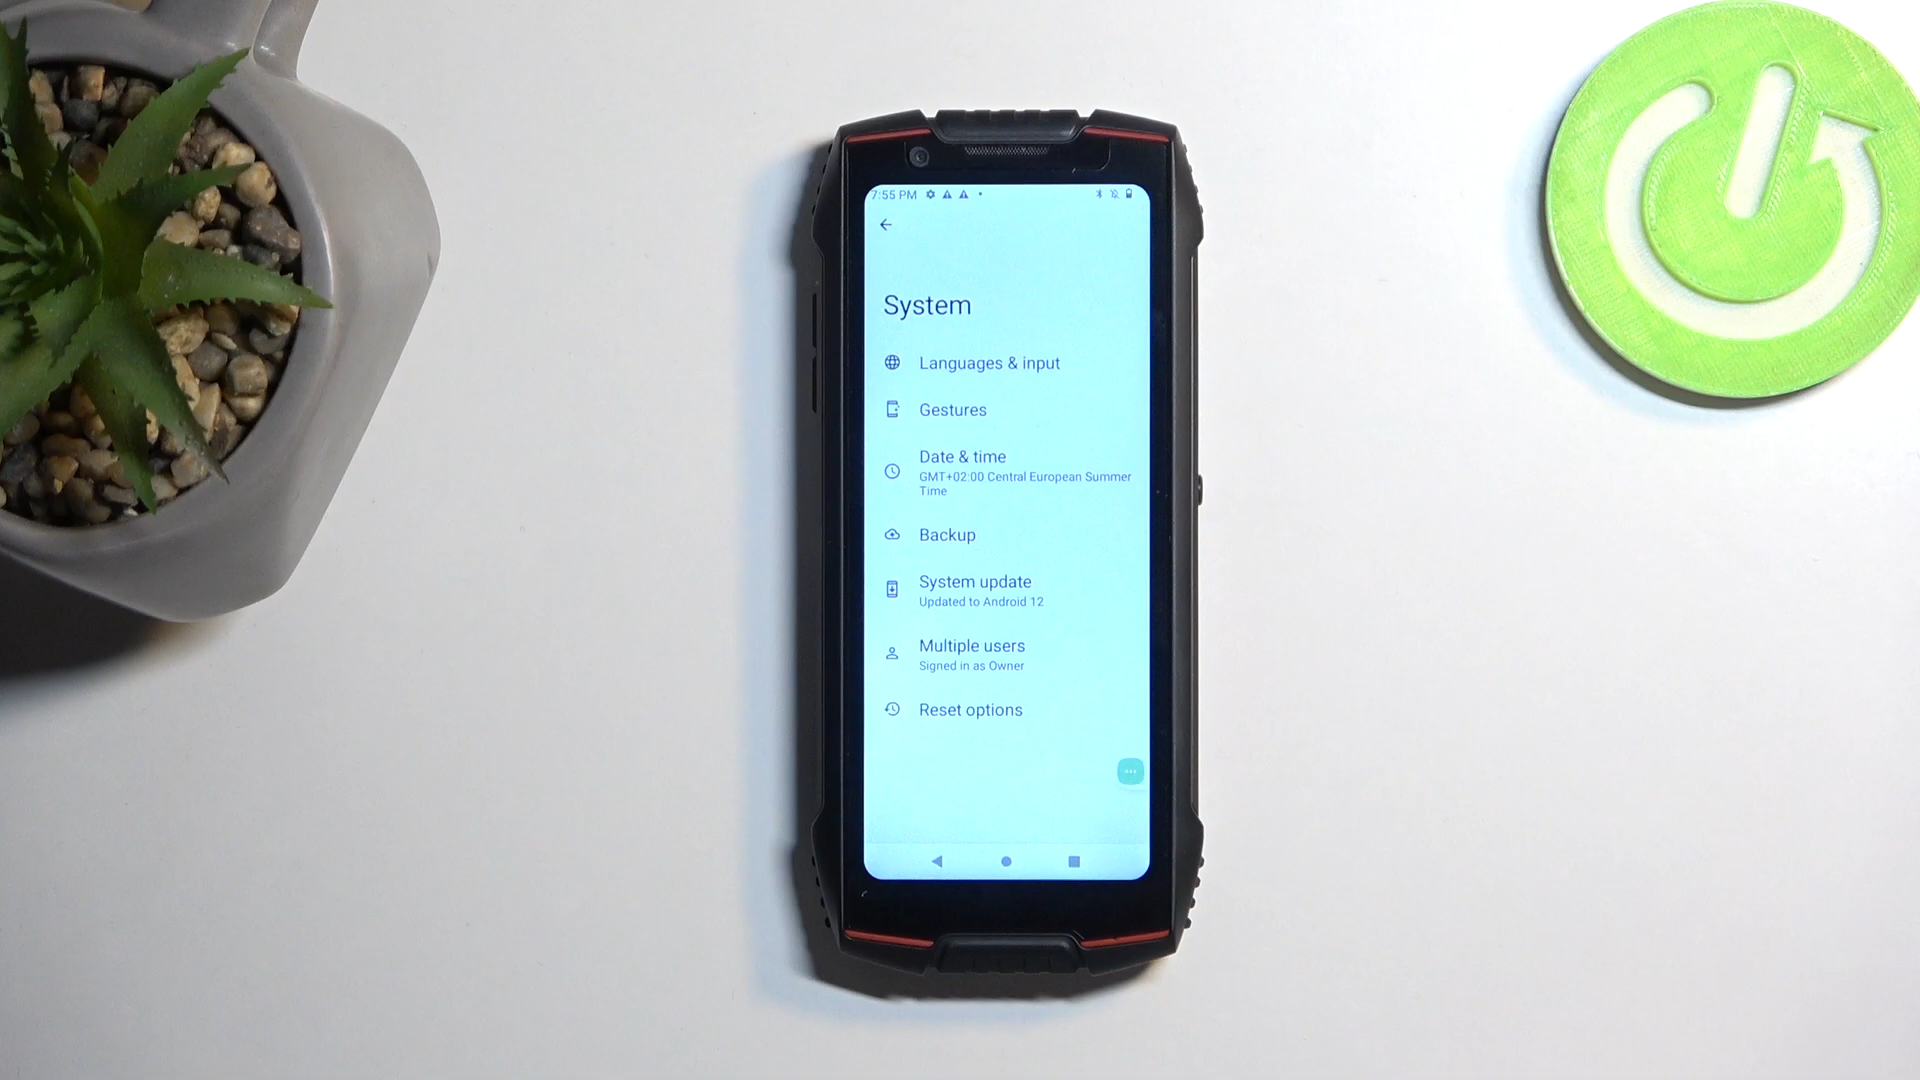 7:55 PM
System
Languages & input
Gestures
Date & time
GMT+02:00 Central European Summer
Time
Backup
System update
Updated to Android 12
Multiple users
Signed in as Owner
Reset options